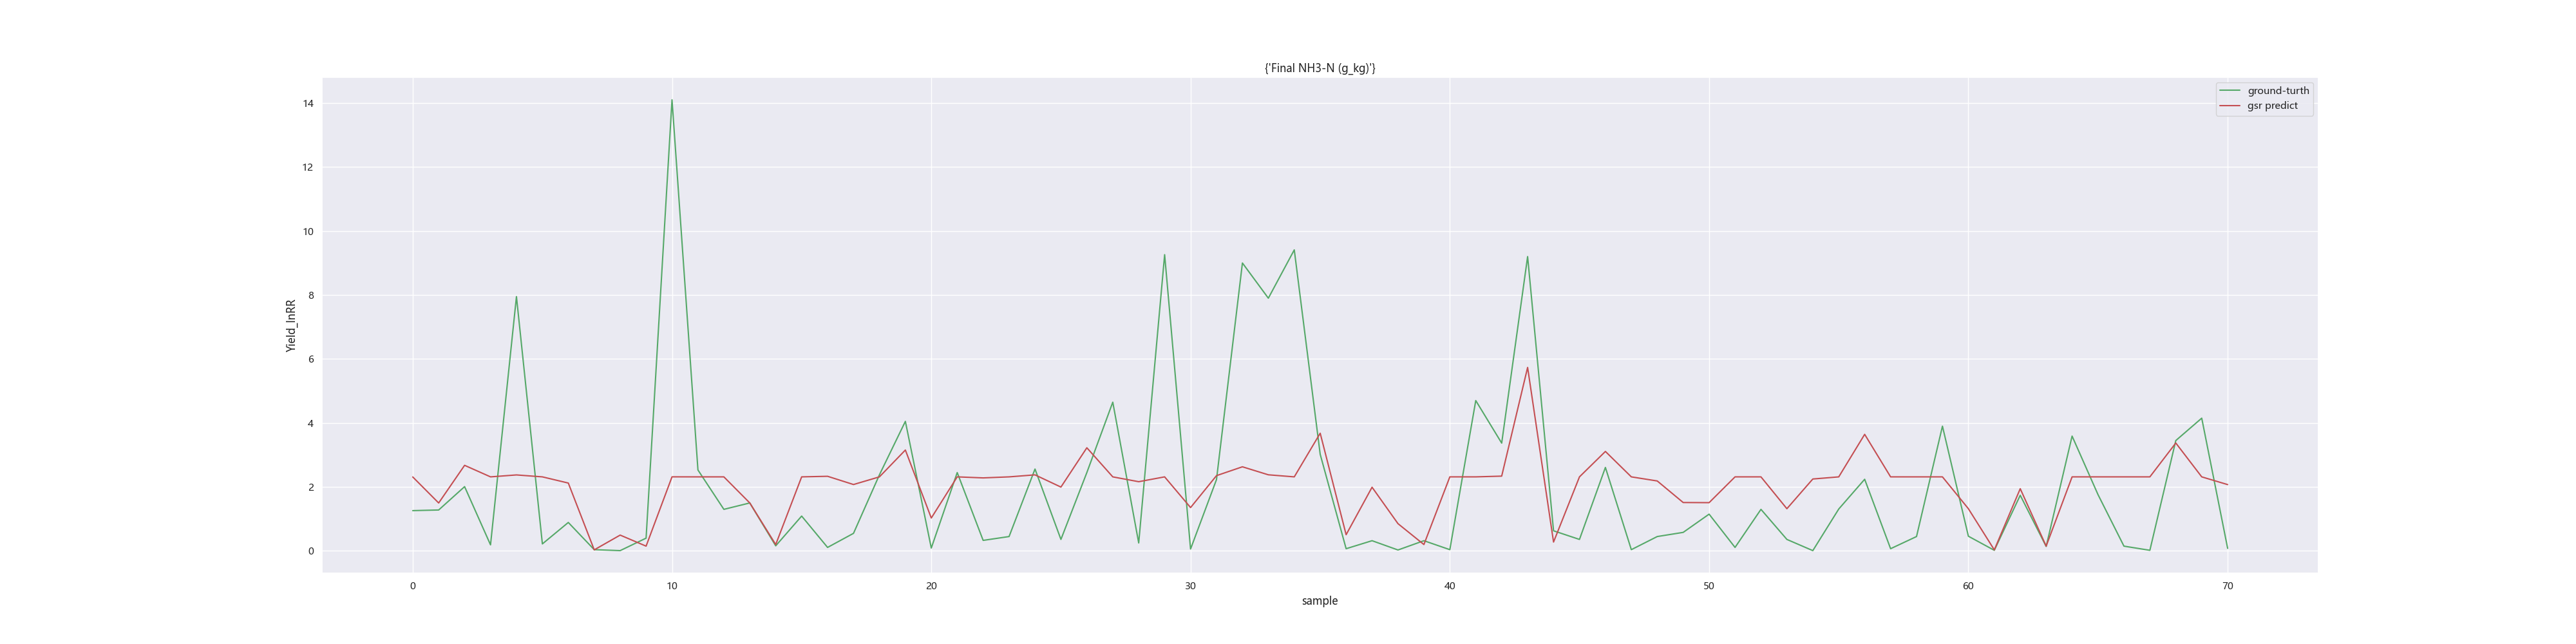 {'Final NH3-N (g_kg)'}
ground-turth
gsr predict
14
12
10
8
6
4
2
0
Yield_lnRR
0 10 20 30 40 50 60 70
sample